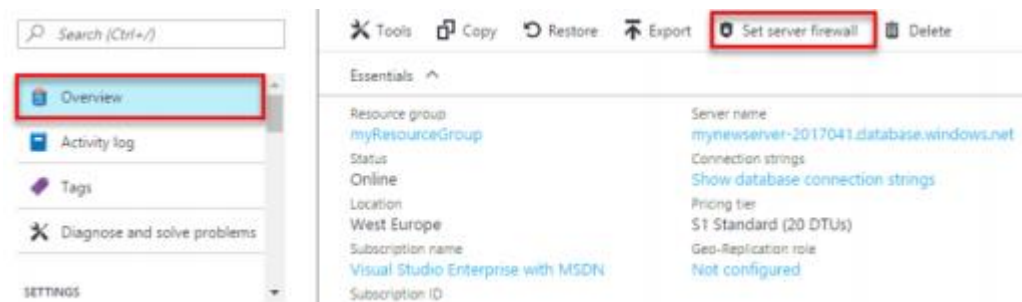 Search (Ctrl+/)
Overview
Activity log
Tags
Diagnose and solve problems
SETTINGS
Tools Copy Restore Export Set server firewall Delete
Essentials
Resource group
myResourceGroup
Status
Online
Location
West Europe
Subscription name
Visual Studio Enterprise with MSDN
Subscription ID
Server name
mynewserver-2017041.database.windows.net
Connection strings
Show database connection strings
Pricing tier
S1 Standard (20 DTUs)
Geo-Replication role
Not configured